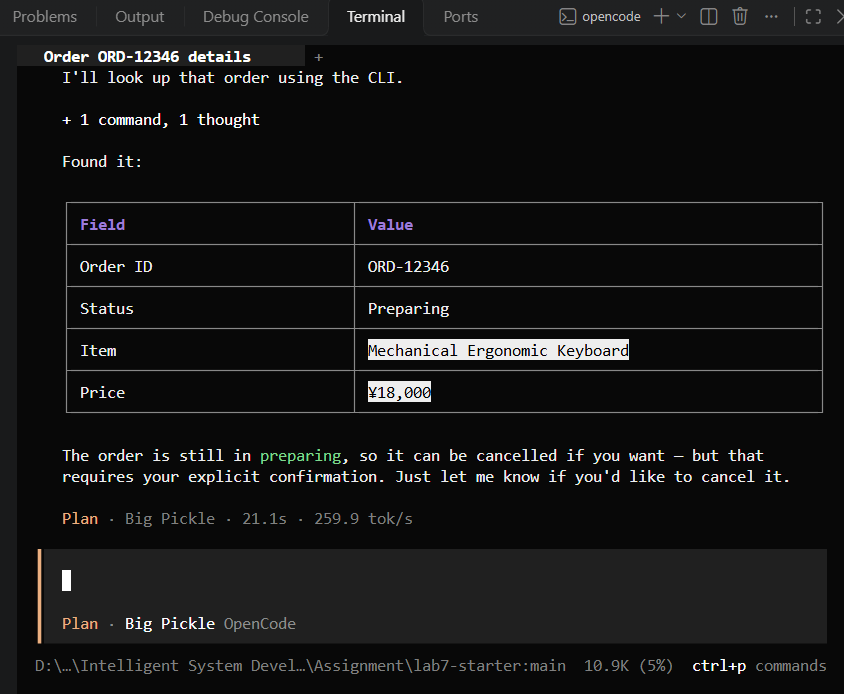 Problems Output Debug Console Terminal Ports opencode
Order ORD-12346 details +
I'll look up that order using the CLI.
+ 1 command, 1 thought
Found it:
Field Value
Order ID ORD-12346
Status Preparing
Item Mechanical Ergonomic Keyboard
Price ¥18,000
The order is still in preparing, so it can be cancelled if you want — but that
requires your explicit confirmation. Just let me know if you'd like to cancel it.
Plan · Big Pickle · 21.1s · 259.9 tok/s
Plan · Big Pickle OpenCode
D:\…\Intelligent System Devel…\Assignment\lab7-starter:main 10.9K (5%) ctrl+p commands